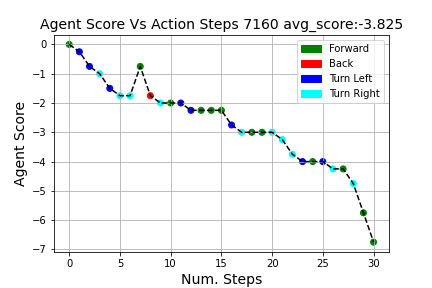 Agent Score Vs Action Steps 7160 avg_score:-3.825
0
−1
−2
−3
−4
−5
−6
−7
Agent Score
Forward
Back
Turn Left
Turn Right
0 5 10 15 20 25 30
Num. Steps